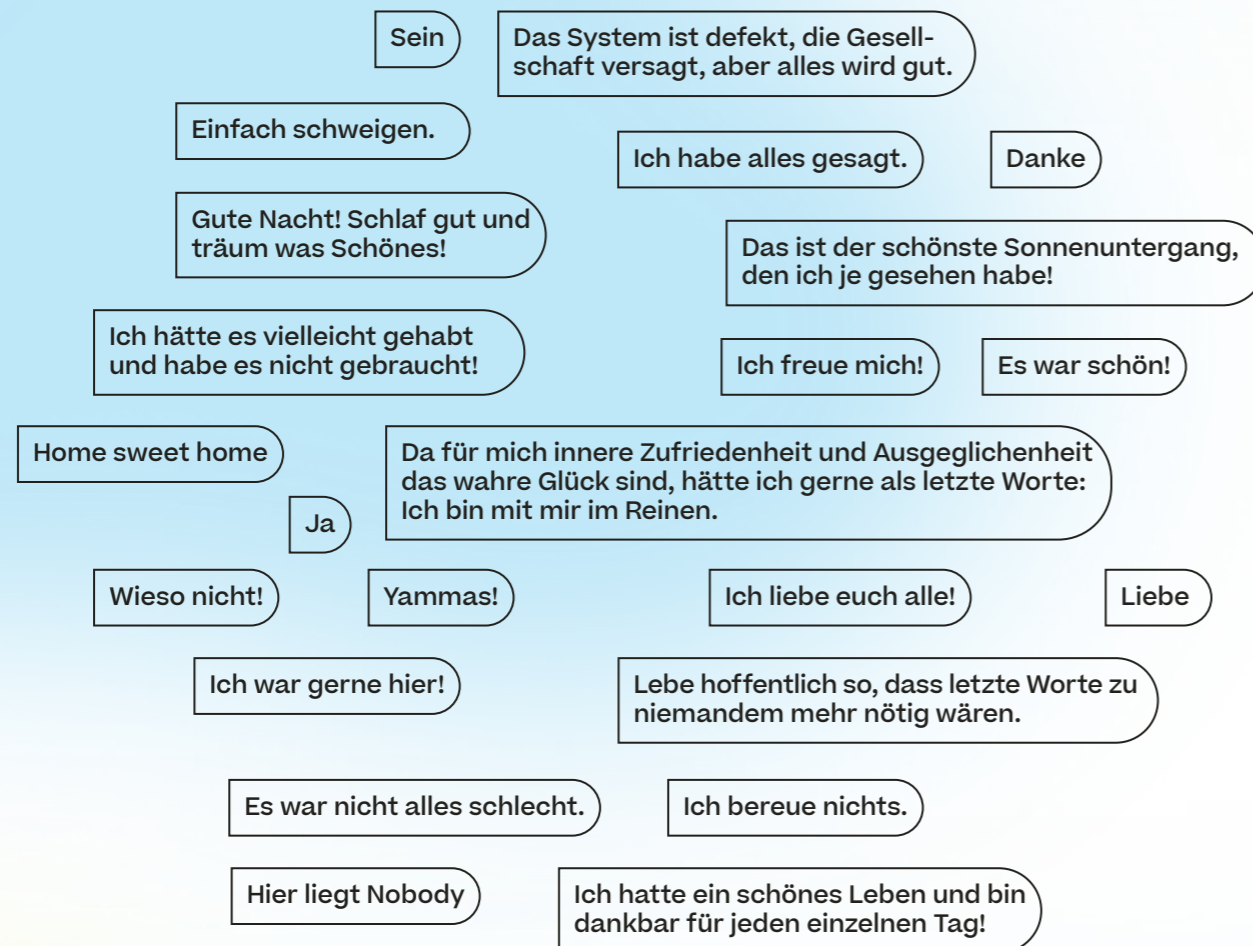 Sein
Das System ist defekt, die Gesell-
schaft versagt, aber alles wird gut.
Einfach schweigen.
Ich habe alles gesagt.
Danke
Gute Nacht! Schlaf gut und
träum was Schönes!
Das ist der schönste Sonnenuntergang,
den ich je gesehen habe!
Ich hätte es vielleicht gehabt
und habe es nicht gebraucht!
Ich freue mich!
Es war schön!
Home sweet home
Da für mich innere Zufriedenheit und Ausgeglichenheit
das wahre Glück sind, hätte ich gerne als letzte Worte:
Ich bin mit mir im Reinen.
Ja
Wieso nicht!
Yammas!
Ich liebe euch alle!
Liebe
Ich war gerne hier!
Lebe hoffentlich so, dass letzte Worte zu
niemandem mehr nötig wären.
Es war nicht alles schlecht.
Ich bereue nichts.
Hier liegt Nobody
Ich hatte ein schönes Leben und bin
dankbar für jeden einzelnen Tag!